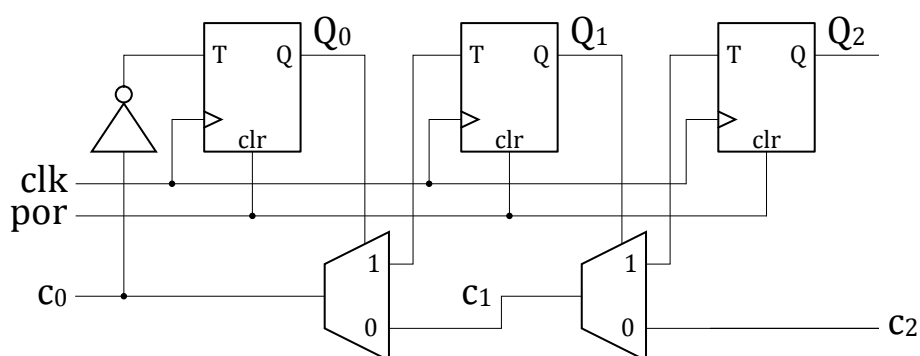 Q0 Q1 Q2
T Q T Q T Q
clr clr clr
clk
por
1 1
c0 c1
0 0 c2